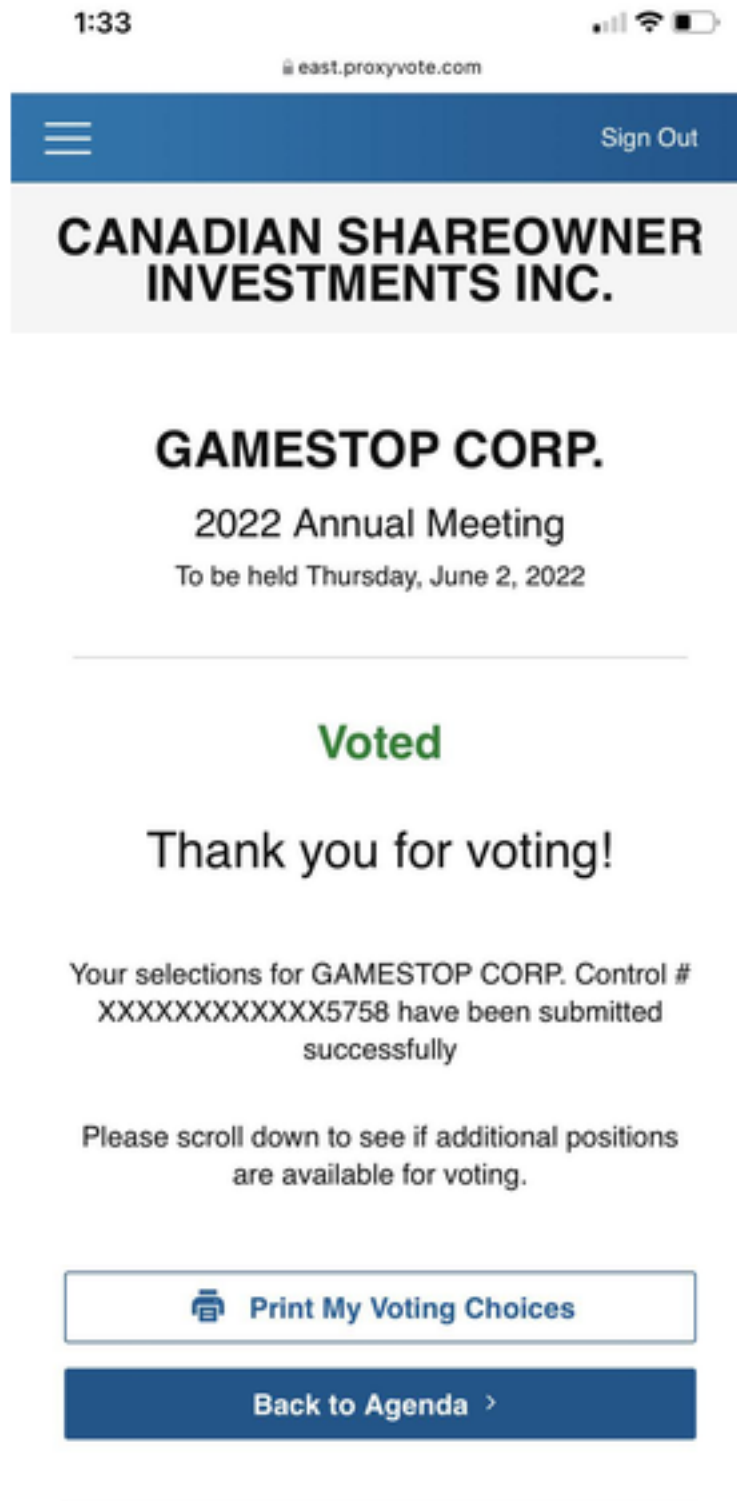 1:33
east.proxyvote.com
Sign Out
CANADIAN SHAREOWNER
INVESTMENTS INC.
GAMESTOP CORP.
2022 Annual Meeting
To be held Thursday, June 2, 2022
Voted
Thank you for voting!
Your selections for GAMESTOP CORP. Control #
XXXXXXXXXXXX5758 have been submitted
successfully
Please scroll down to see if additional positions
are available for voting.
Print My Voting Choices
Back to Agenda >